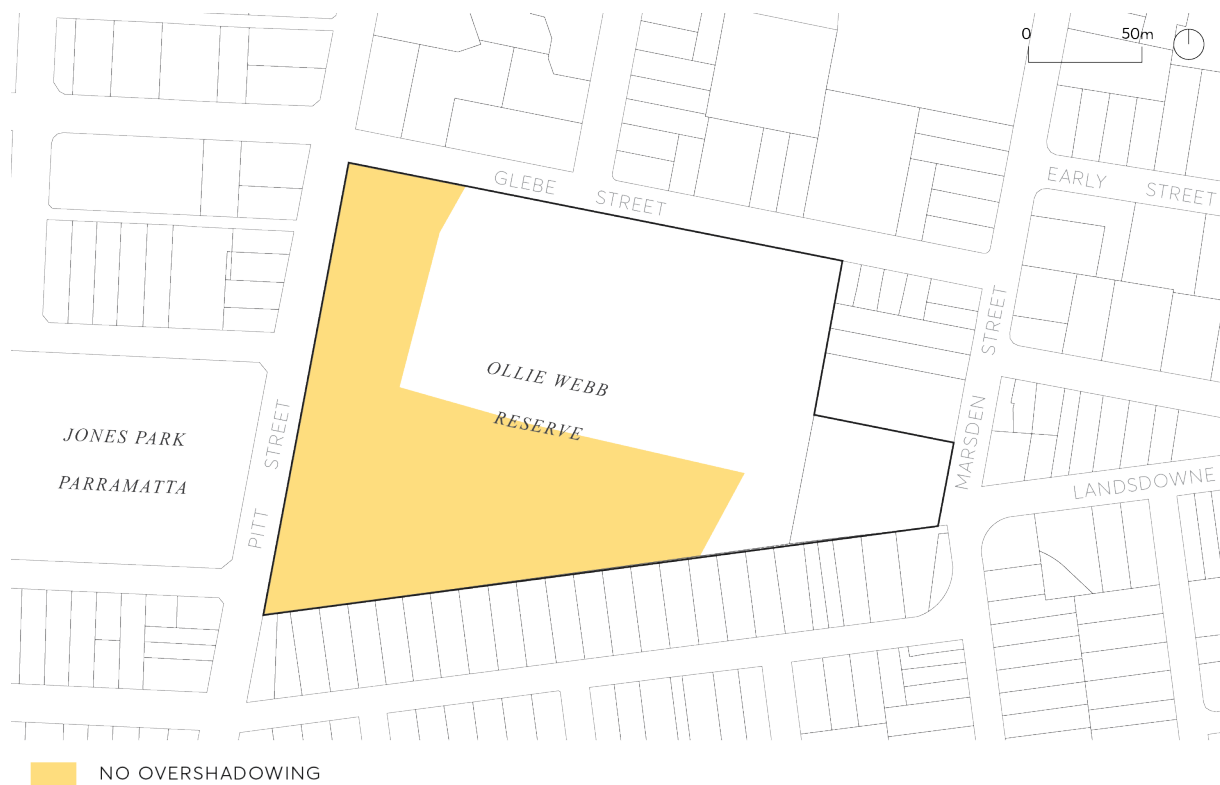 0 50m
GLEBE STREET
EARLY STREET
OLLIE WEBB
RESERVE
JONES PARK
PARRAMATTA
PITT STREET
MARSDEN STREET
LANDSDOWNE
NO OVERSHADOWING